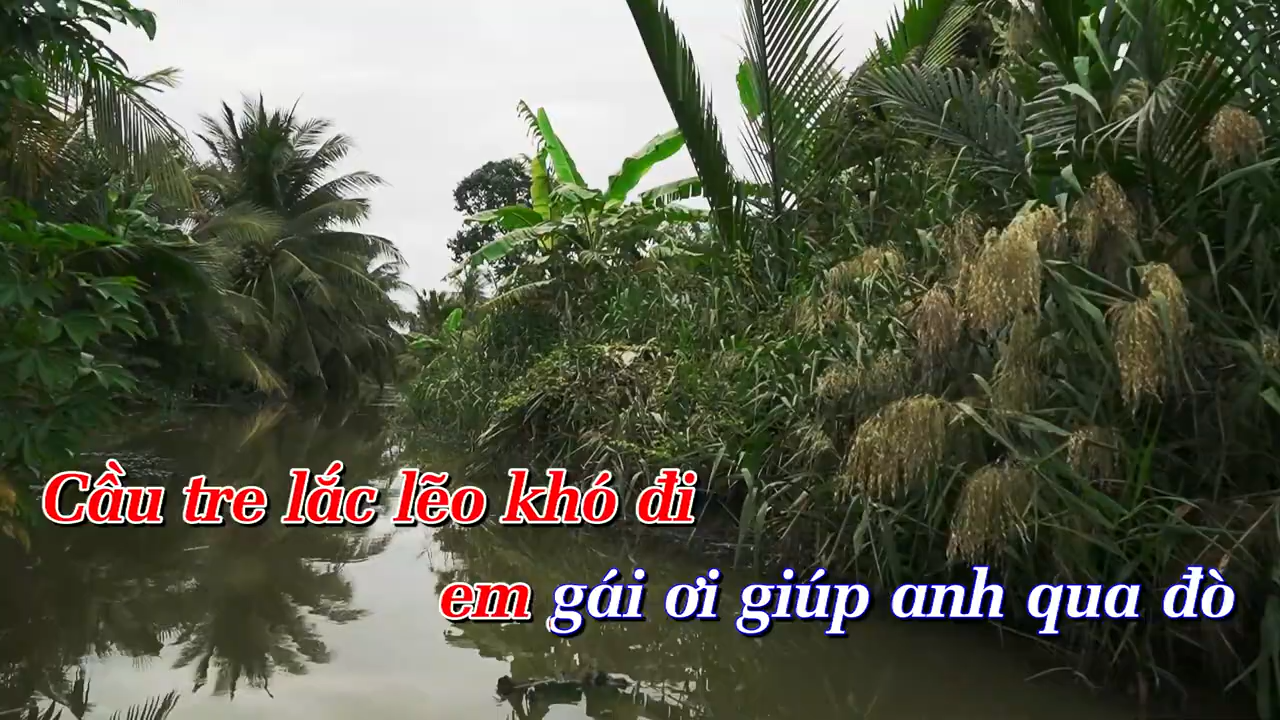 Cầu tre lắc lẽo khó đi
em gái ơi giúp anh qua đò